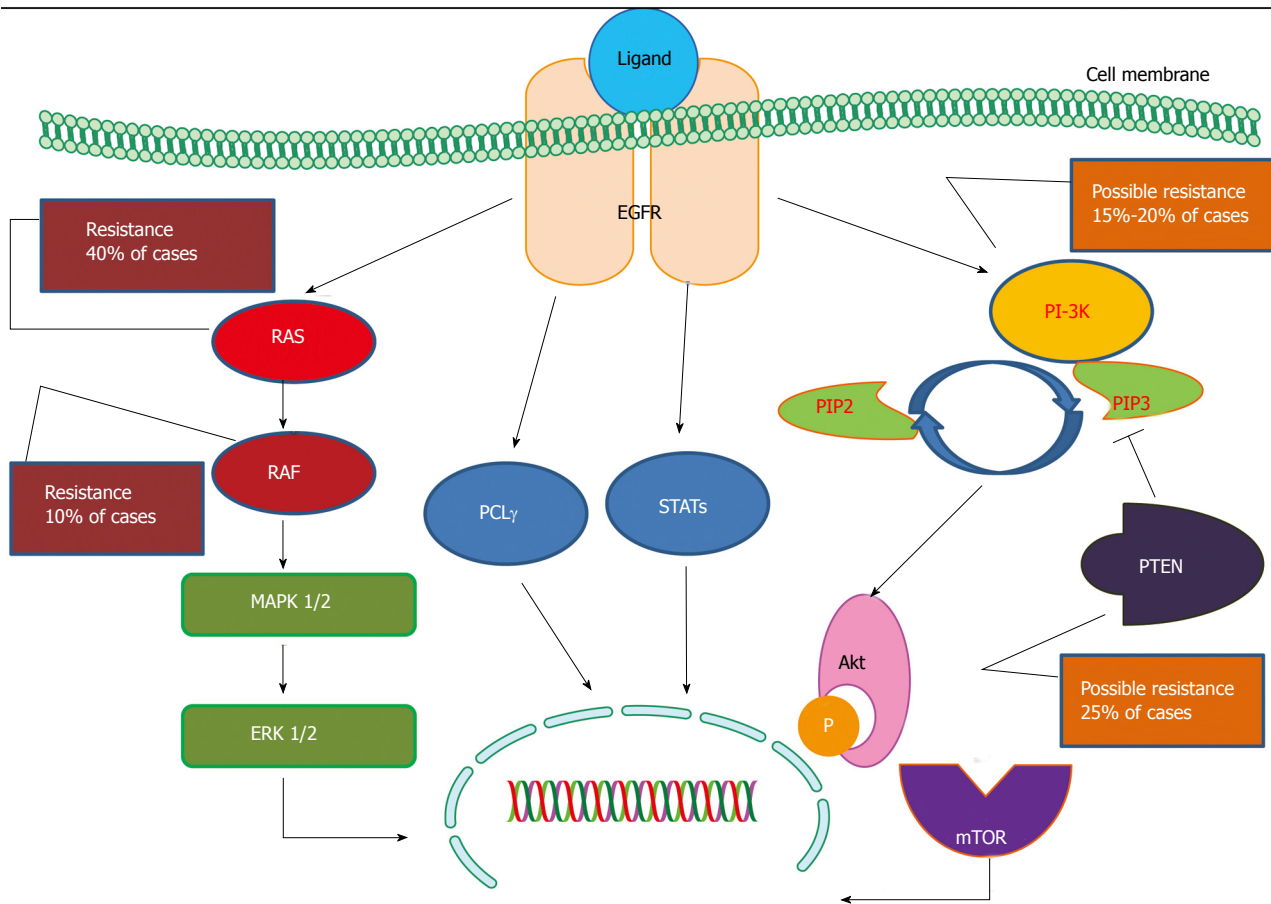 Ligand
Cell membrane
Possible resistance
15%-20% of cases
Resistance
40% of cases
EGFR
PI-3K
RAS
PIP2
PIP3
RAF
Resistance
10% of cases
PCLγ
STATs
PTEN
MAPK 1/2
Akt
Possible resistance
25% of cases
P
ERK 1/2
mTOR